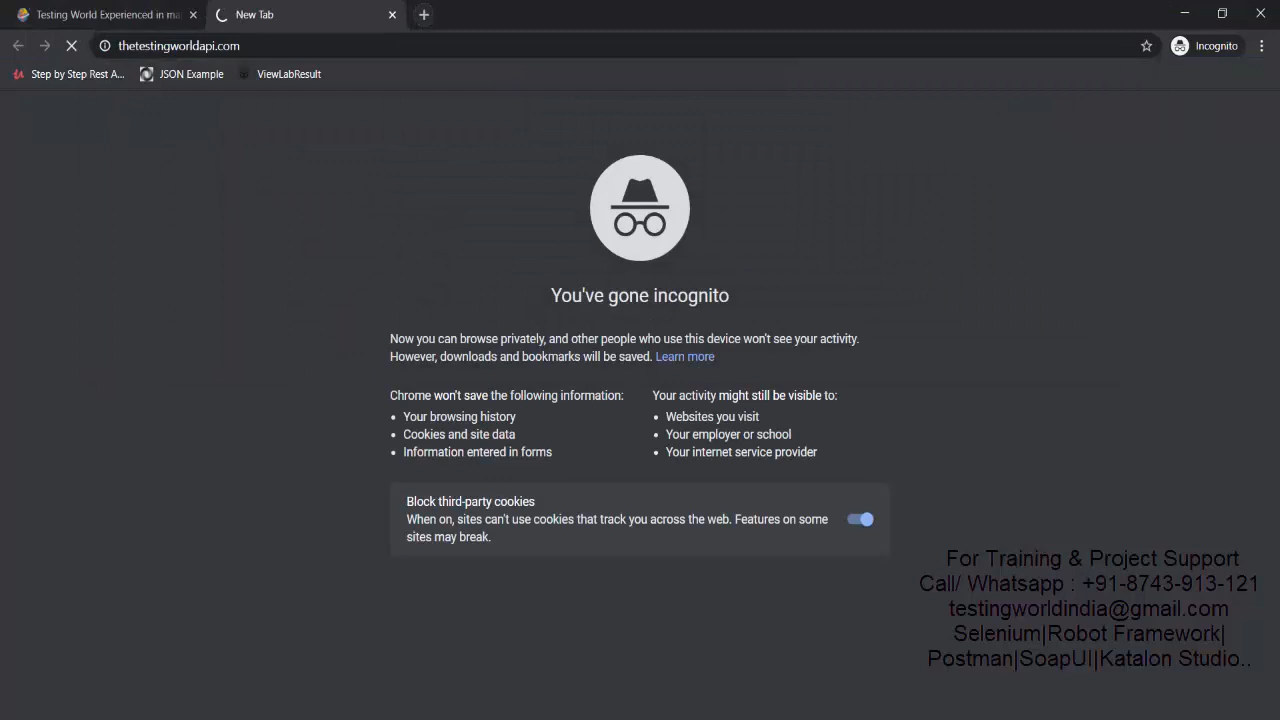 Testing World Experienced in ma
New Tab
thetestingworldapi.com
Incognito
Step by Step Rest A...
JSON Example
ViewLabResult
You've gone incognito
Now you can browse privately, and other people who use this device won't see your activity.
However, downloads and bookmarks will be saved. Learn more
Chrome won't save the following information:
Your browsing history
Cookies and site data
Information entered in forms
Your activity might still be visible to:
Websites you visit
Your employer or school
Your internet service provider
Block third-party cookies
When on, sites can't use cookies that track you across the web. Features on some
sites may break.
For Training & Project Support
Call/ Whatsapp : +91-8743-913-121
testingworldindia@gmail.com
Selenium|Robot Framework|
Postman|SoapUI|Katalon Studio..